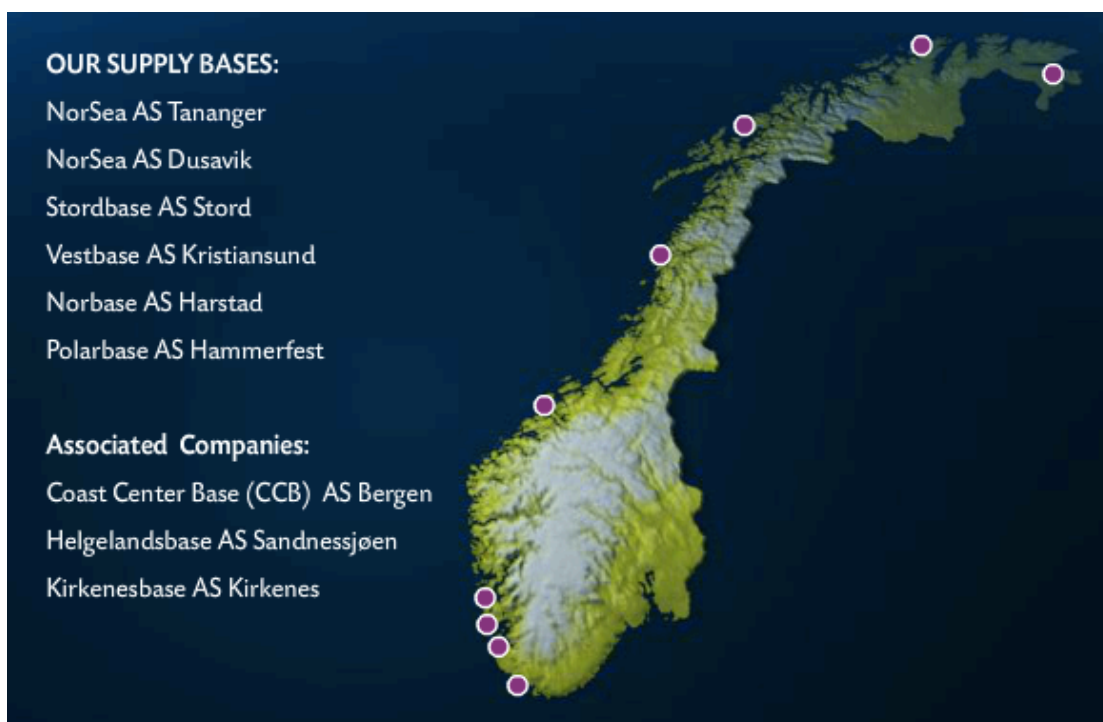 OUR SUPPLY BASES:
NorSea AS Tananger
NorSea AS Dusavik
Stordbase AS Stord
Vestbase AS Kristiansund
Norbase AS Harstad
Polarbase AS Hammerfest
Associated Companies:
Coast Center Base (CCB) AS Bergen
Helgelandsbase AS Sandnessjøen
Kirkenesbase AS Kirkenes